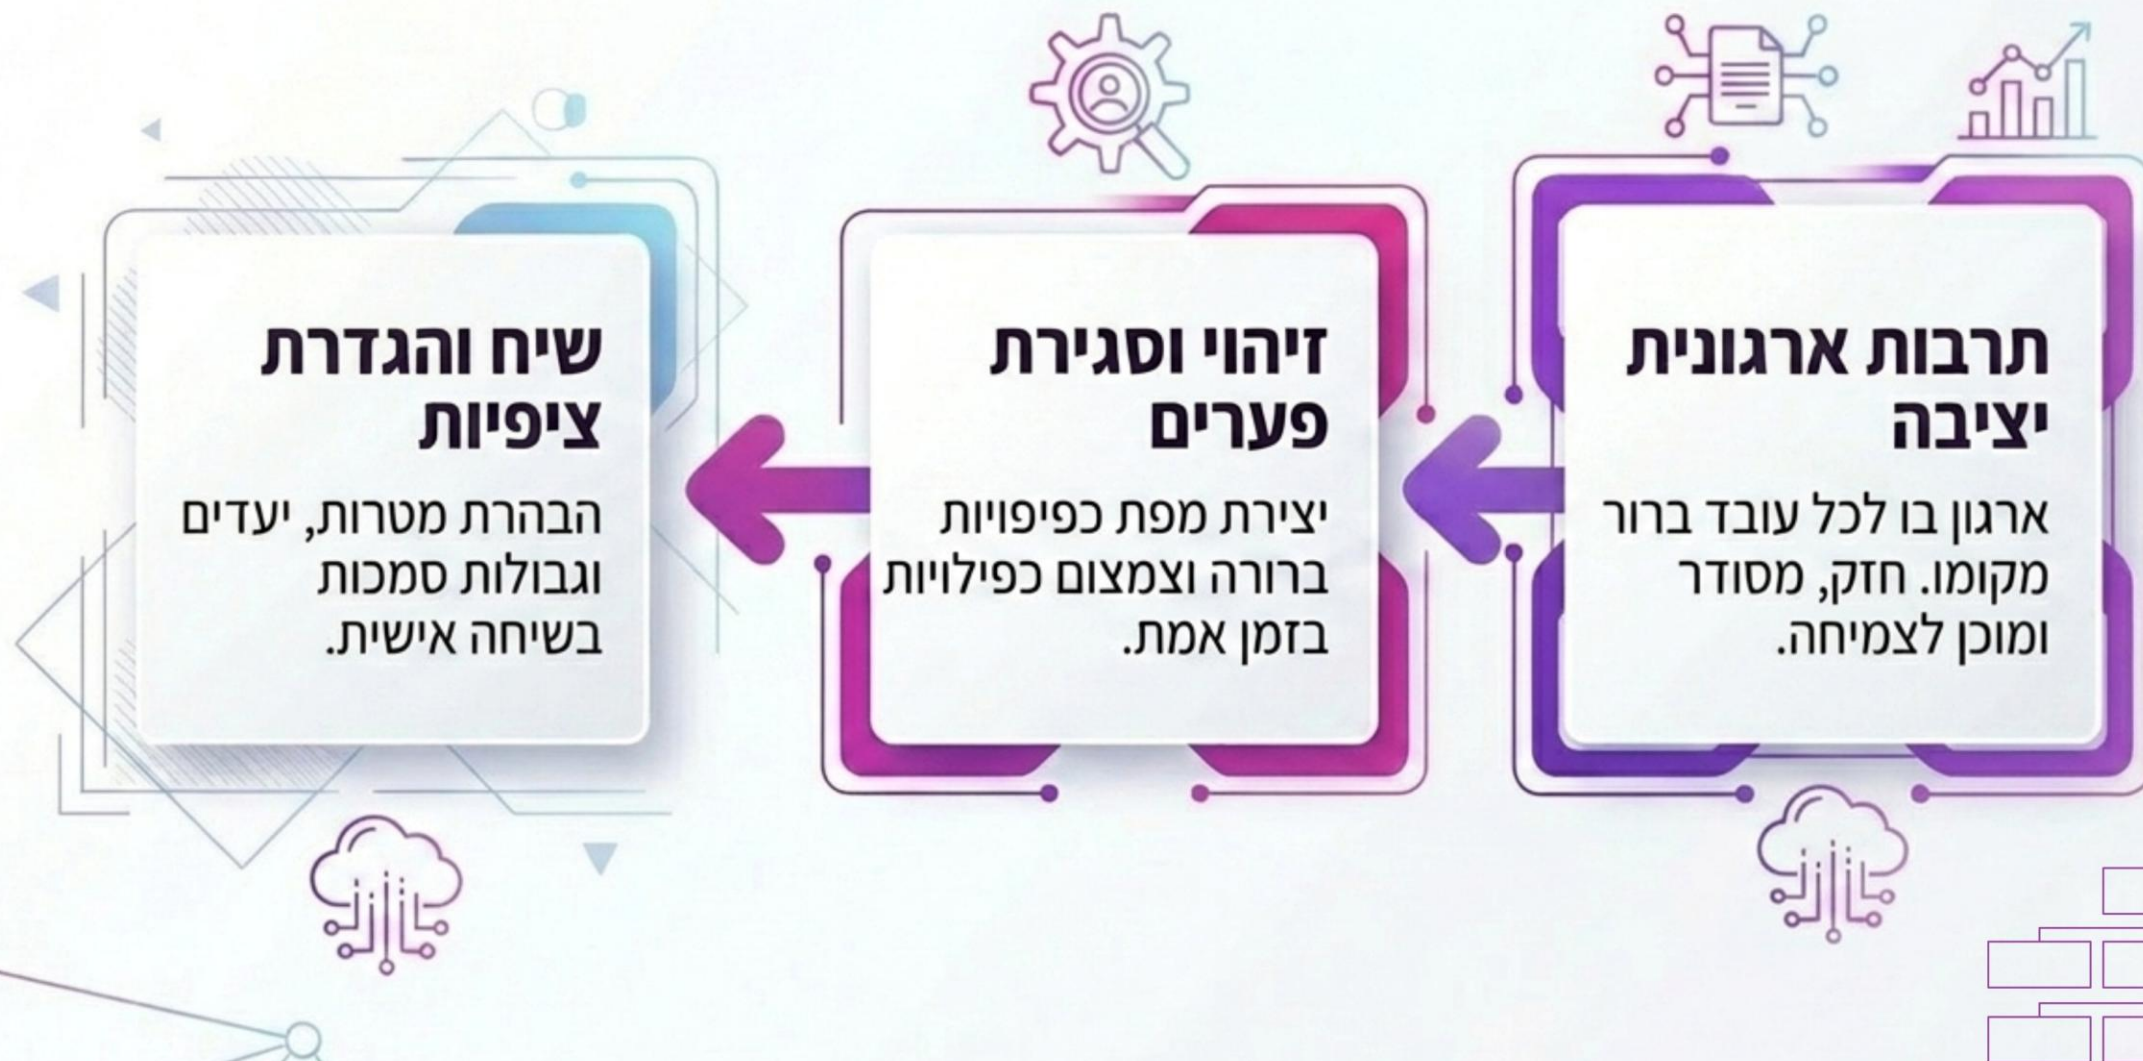 תרבות ארגונית
יציבה
ארגון בו לכל עובד ברור
מקומו. חזק, מסודר
ומוכן לצמיחה.
זיהוי וסגירת
פערים
יצירת מפת כפיפויות
ברורה וצמצום כפילויות
בזמן אמת.
שיח והגדרת
ציפיות
הבהרת מטרות, יעדים
וגבולות סמכות
בשיחה אישית.